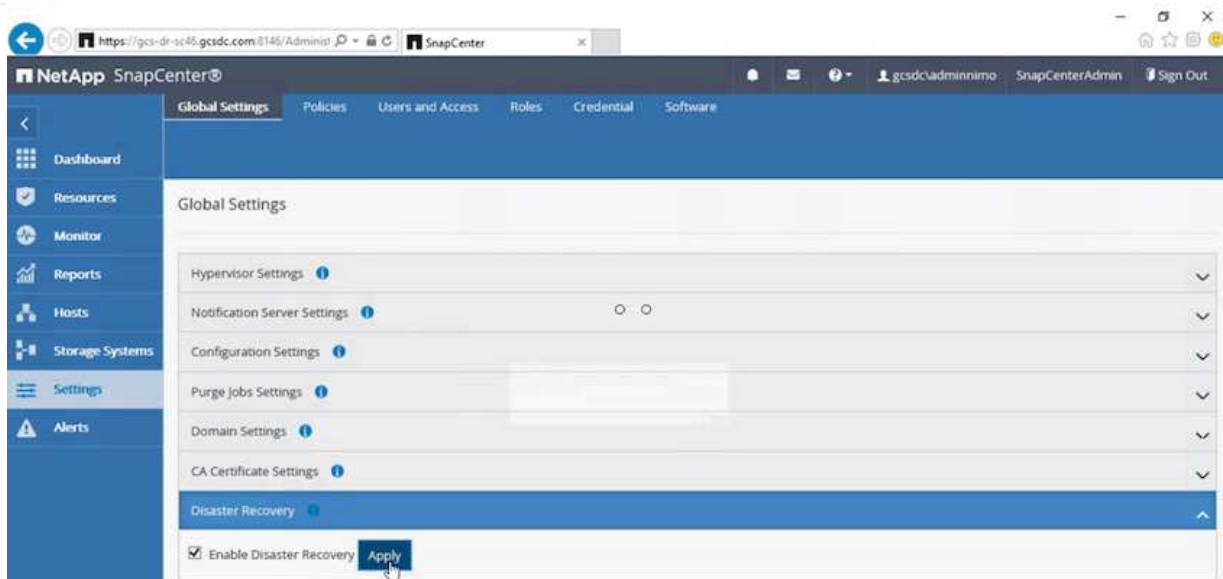 https://gcs-dr-sc46.gcsdc.com:8146/Administ
SnapCenter
NetApp SnapCenter®
gcsdc\adminnimo SnapCenterAdmin Sign Out
Global Settings Policies Users and Access Roles Credential Software
Dashboard
Resources
Global Settings
Monitor
Reports
Hypervisor Settings
Hosts
Notification Server Settings
Storage Systems
Configuration Settings
Settings
Purge Jobs Settings
Alerts
Domain Settings
CA Certificate Settings
Disaster Recovery
Enable Disaster Recovery Apply